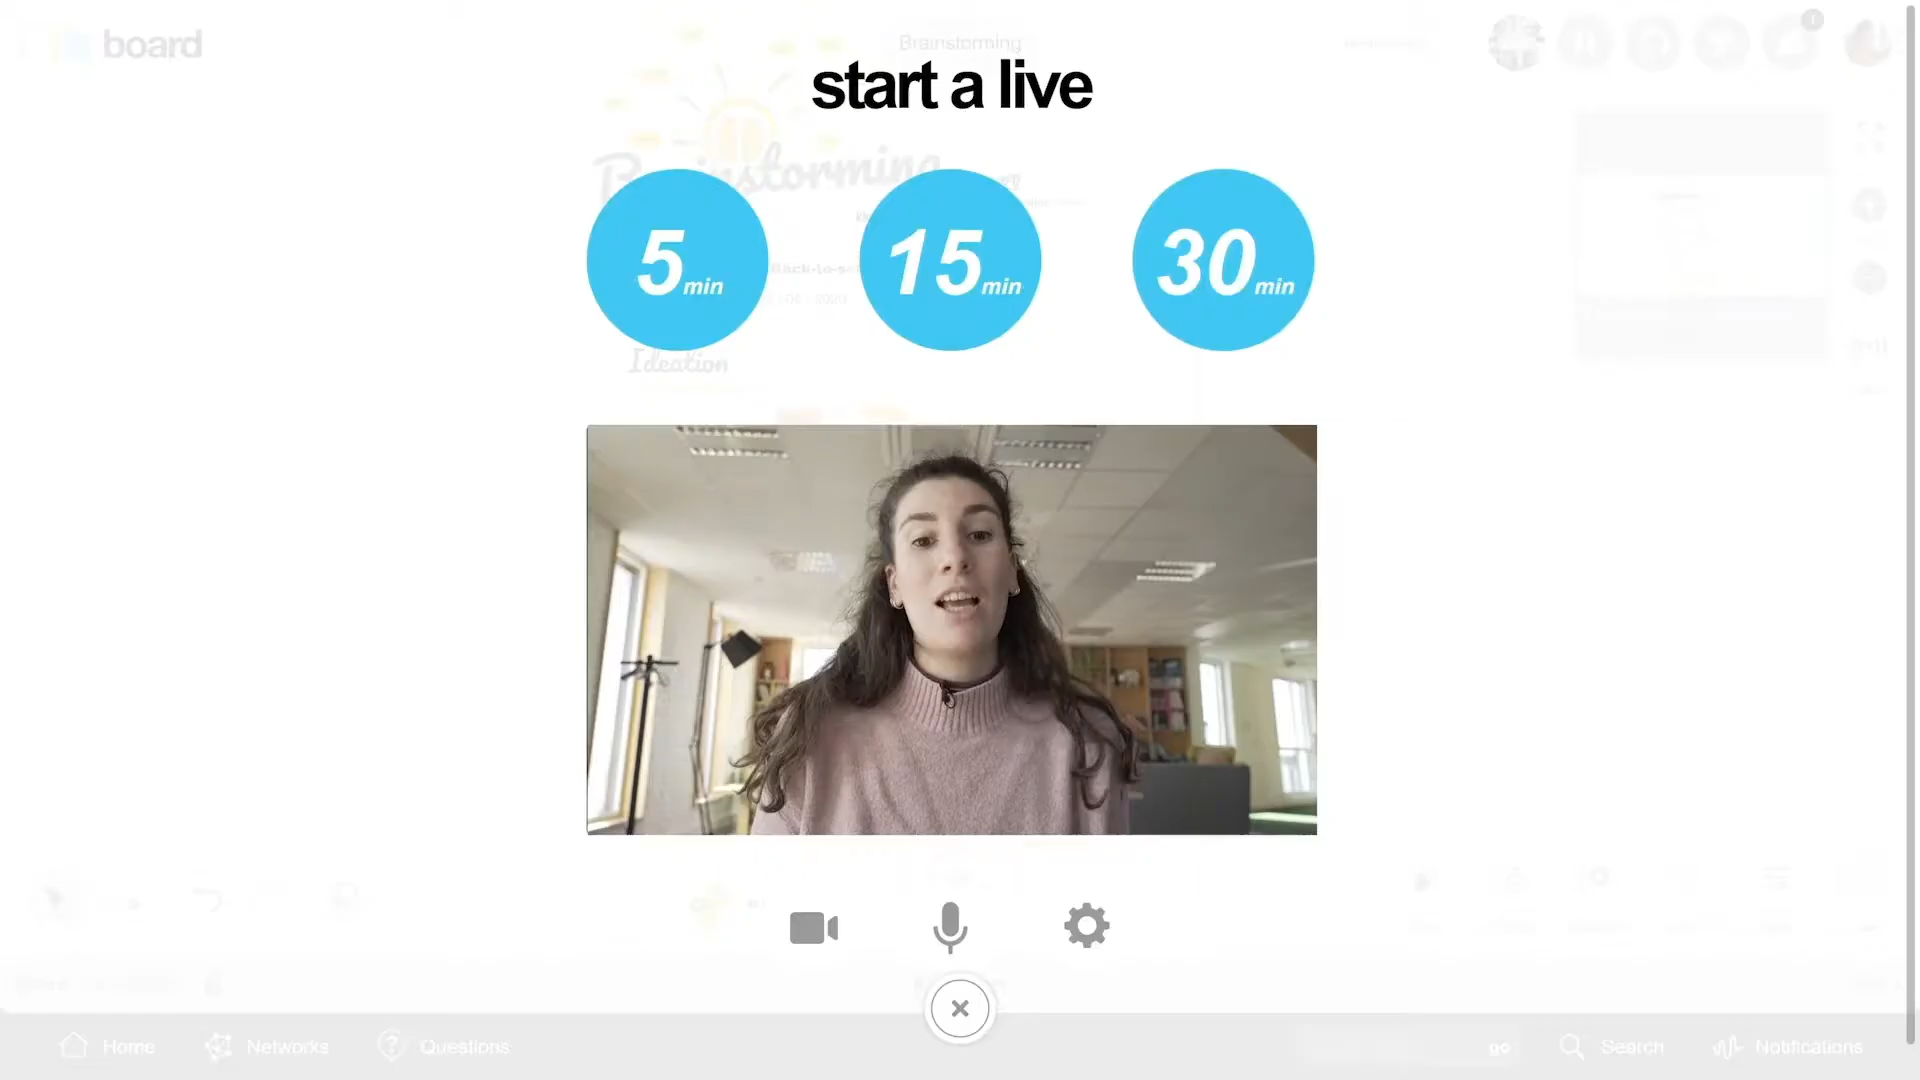 board
Brainstorming
start a live
Brainstorming
5 min
15 min
30 min
Ideation
Home
Networks
Questions
go
Search
Notifications